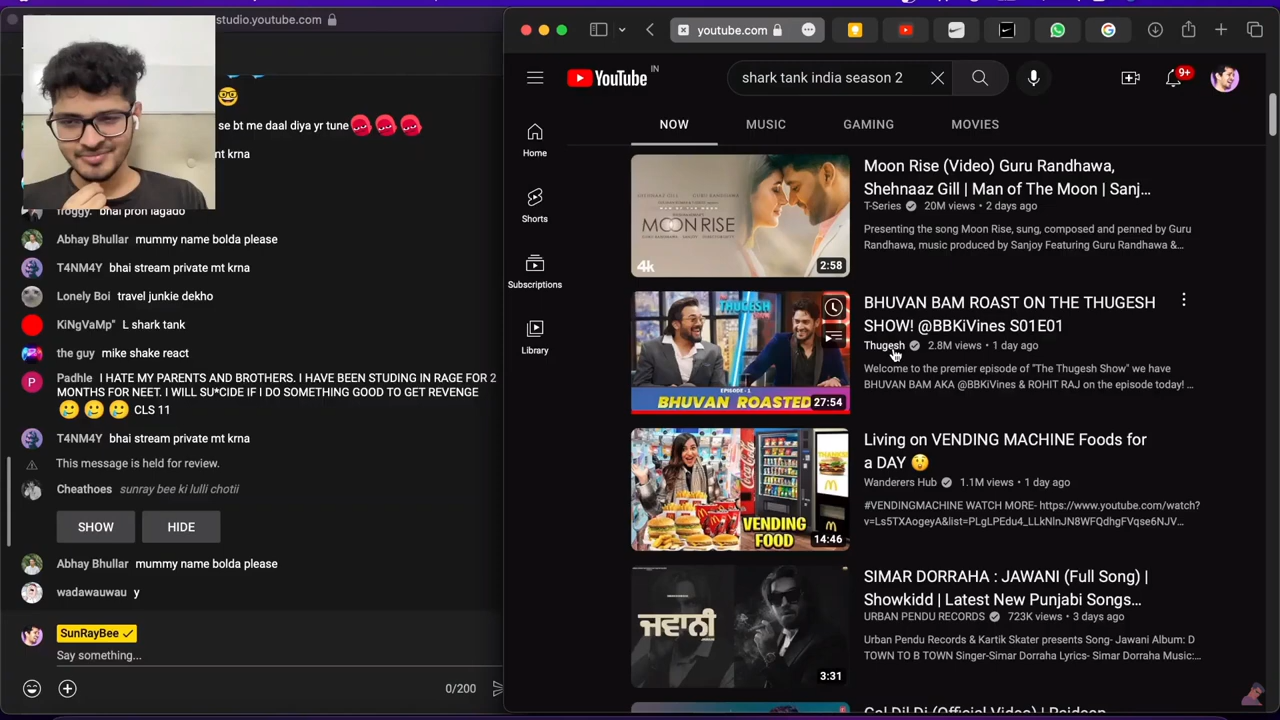 studio.youtube.com
se bt me daal diya yr tune
nt krna
froggy. bhai pron lagado
Abhay Bhullar mummy name bolda please
T4NM4Y bhai stream private mt krna
Lonely Boi travel junkie dekho
KiNgVaMp" L shark tank
the guy mike shake react
P Padhle I HATE MY PARENTS AND BROTHERS. I HAVE BEEN STUDING IN RAGE FOR 2
MONTHS FOR NEET. I WILL SU*CIDE IF I DO SOMETHING GOOD TO GET REVENGE
CLS 11
T4NM4Y bhai stream private mt krna
This message is held for review.
Cheathoes sunray bee ki lulli chotii
SHOW HIDE
Abhay Bhullar mummy name bolda please
wadawauwau y
SunRayBee
Say something...
0/200
youtube.com
YouTube IN
shark tank india season 2
9+
Home
Shorts
Subscriptions
Library
NOW MUSIC GAMING MOVIES
MOON RISE
4k
2:58
Moon Rise (Video) Guru Randhawa,
Shehnaaz Gill | Man of The Moon | Sanj...
T-Series 20M views • 2 days ago
Presenting the song Moon Rise, sung, composed and penned by Guru
Randhawa, music produced by Sanjoy Featuring Guru Randhawa &...
THUGESH
EPISODE - 1
BHUVAN ROASTED
27:54
BHUVAN BAM ROAST ON THE THUGESH
SHOW! @BBKiVines S01E01
Thugesh 2.8M views • 1 day ago
Welcome to the premier episode of "The Thugesh Show" we have
BHUVAN BAM AKA @BBKiVines & ROHIT RAJ on the episode today! ...
Coca-Cola
VENDING
FOOD
14:46
Living on VENDING MACHINE Foods for
a DAY
Wanderers Hub 1.1M views • 1 day ago
#VENDINGMACHINE WATCH MORE- https://www.youtube.com/watch?
v=Ls5TXAogeyA&list=PLgLPEdu4_LLkNlnJN8WFQdhgFVqse6NJV...
ਜਵਾਨੀ
3:31
SIMAR DORRAHA : JAWANI (Full Song) |
Showkidd | Latest New Punjabi Songs...
URBAN PENDU RECORDS 723K views • 3 days ago
Urban Pendu Records & Kartik Skater presents Song- Jawani Album: D
TOWN TO B TOWN Singer-Simar Dorraha Lyrics- Simar Dorraha Music:...
Gal Dil Di (Official Video) | Rajdeep